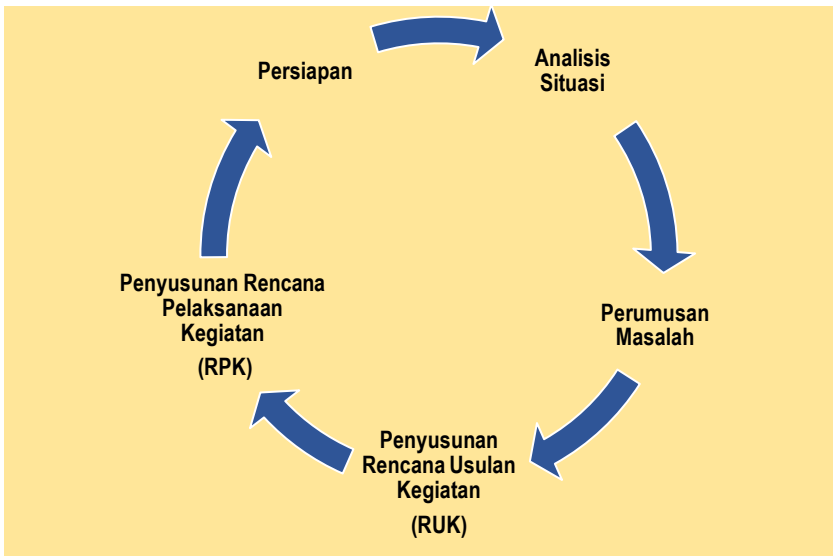 Persiapan
Analisis
Situasi
Perumusan
Masalah
Penyusunan
Rencana Usulan
Kegiatan
(RUK)
Penyusunan Rencana
Pelaksanaan
Kegiatan
(RPK)